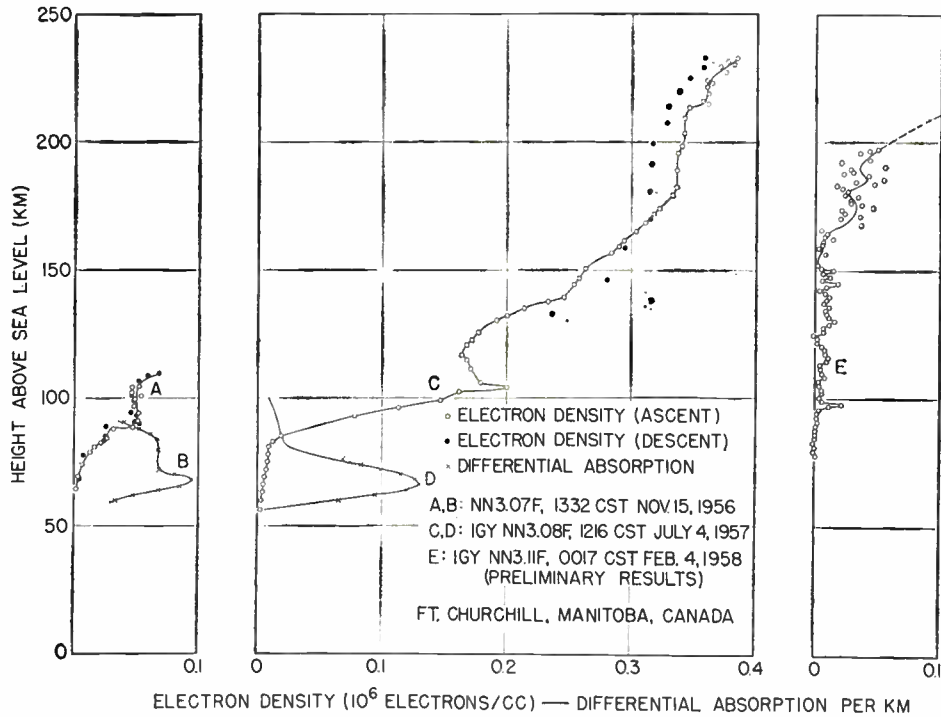 HEIGHT ABOVE SEA LEVEL (KM)
250
200
150
100
50
0
A
B
0.1
C
D
○ ELECTRON DENSITY (ASCENT)
● ELECTRON DENSITY (DESCENT)
× DIFFERENTIAL ABSORPTION
A,B: NN3.07F, 1332 CST NOV. 15, 1956
C,D: IGY NN3.08F, 1216 CST JULY 4, 1957
E: IGY NN3.11F, 0017 CST FEB. 4, 1958
(PRELIMINARY RESULTS)
FT. CHURCHILL, MANITOBA, CANADA
0 0.1 0.2 0.3 0.4
E
0 0.1
ELECTRON DENSITY (10⁶ ELECTRONS/CC) — DIFFERENTIAL ABSORPTION PER KM